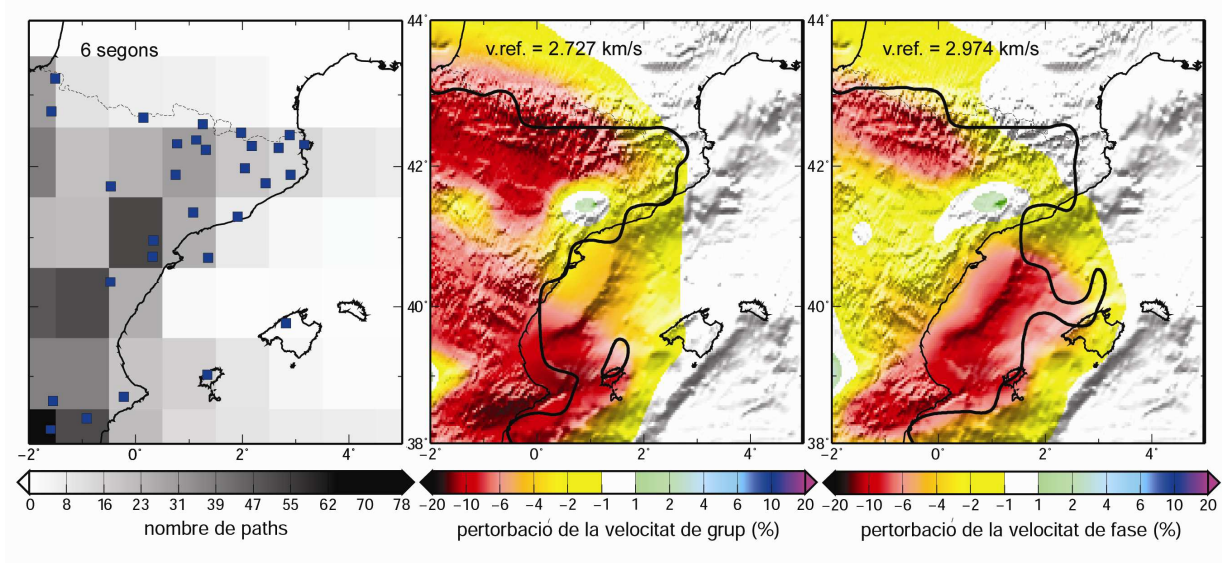 6 segons
v.ref. = 2.727 km/s
v.ref. = 2.974 km/s
44°
44°
42°
42°
40°
40°
38°
38°
-2°
0°
2°
4°
-2°
0°
2°
4°
-2°
0°
2°
4°
0 8 16 23 31 39 47 55 62 70 78
-20 -10 -6 -4 -2 -1 1 2 4 6 10 20
-20 -10 -6 -4 -2 -1 1 2 4 6 10 20
nombre de paths
pertorbació de la velocitat de grup (%)
pertorbació de la velocitat de fase (%)